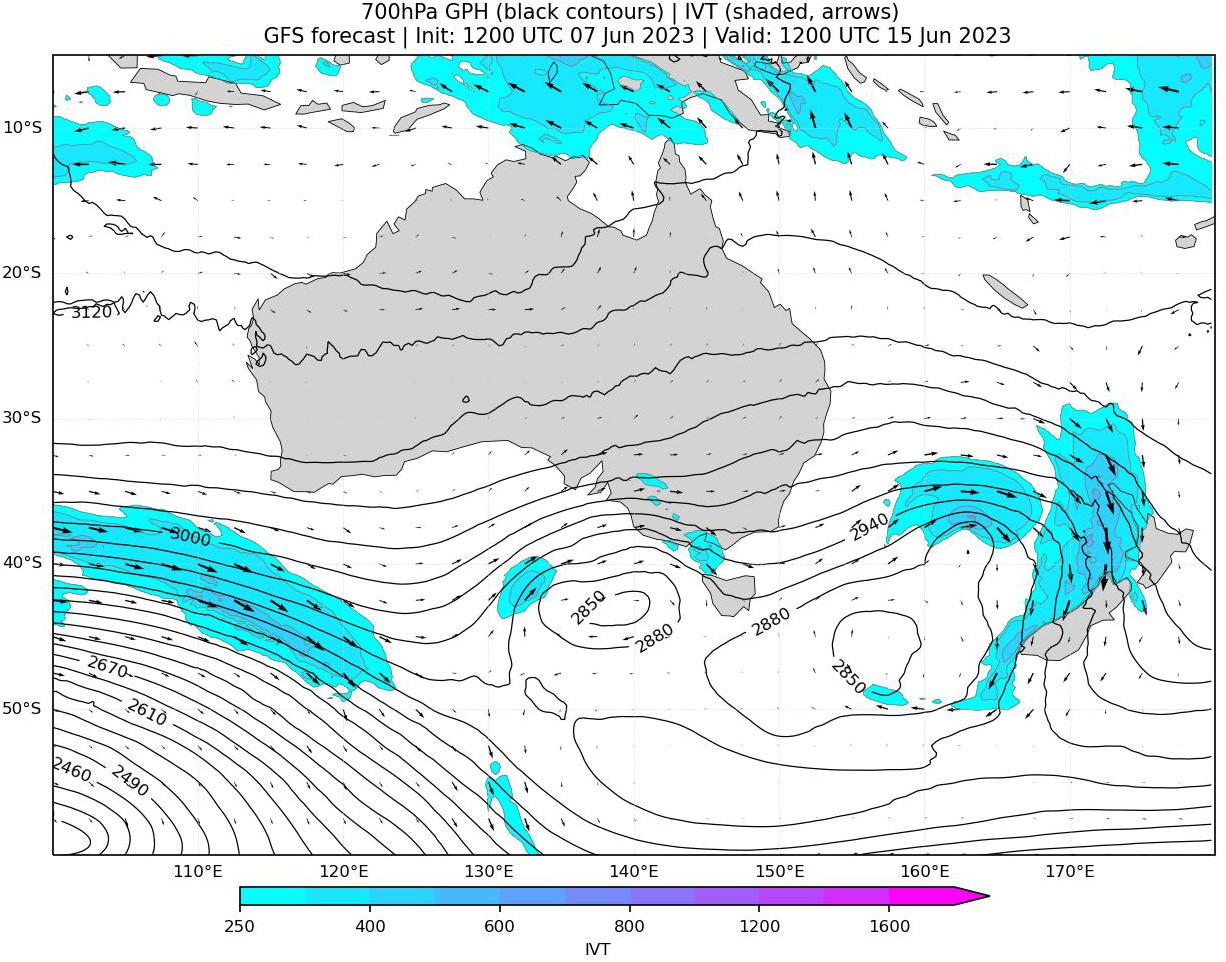 700hPa GPH (black contours) | IVT (shaded, arrows)
GFS forecast | Init: 1200 UTC 07 Jun 2023 | Valid: 1200 UTC 15 Jun 2023
10°S
20°S
3120
30°S
2940
3000
40°S
2850
2880
2880
2670
2850
2610
50°S
2460
2490
110°E 120°E 130°E 140°E 150°E 160°E 170°E
250 400 600 800 1200 1600
IVT